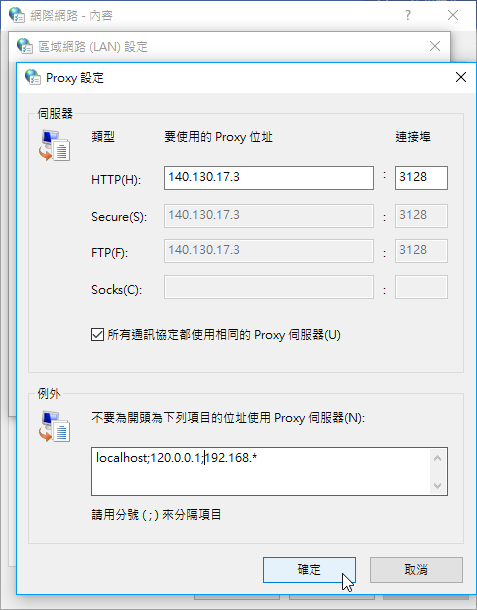 網際網路 - 內容
區域網路 (LAN) 設定
Proxy 設定
伺服器
類型 要使用的 Proxy 位址 連接埠
HTTP(H): 140.130.17.3 : 3128
Secure(S): 140.130.17.3 : 3128
FTP(F): 140.130.17.3 : 3128
Socks(C): :
所有通訊協定都使用相同的 Proxy 伺服器(U)
例外
不要為開頭為下列項目的位址使用 Proxy 伺服器(N):
localhost;120.0.0.1;192.168.*
請用分號 ( ; ) 來分隔項目
確定 取消